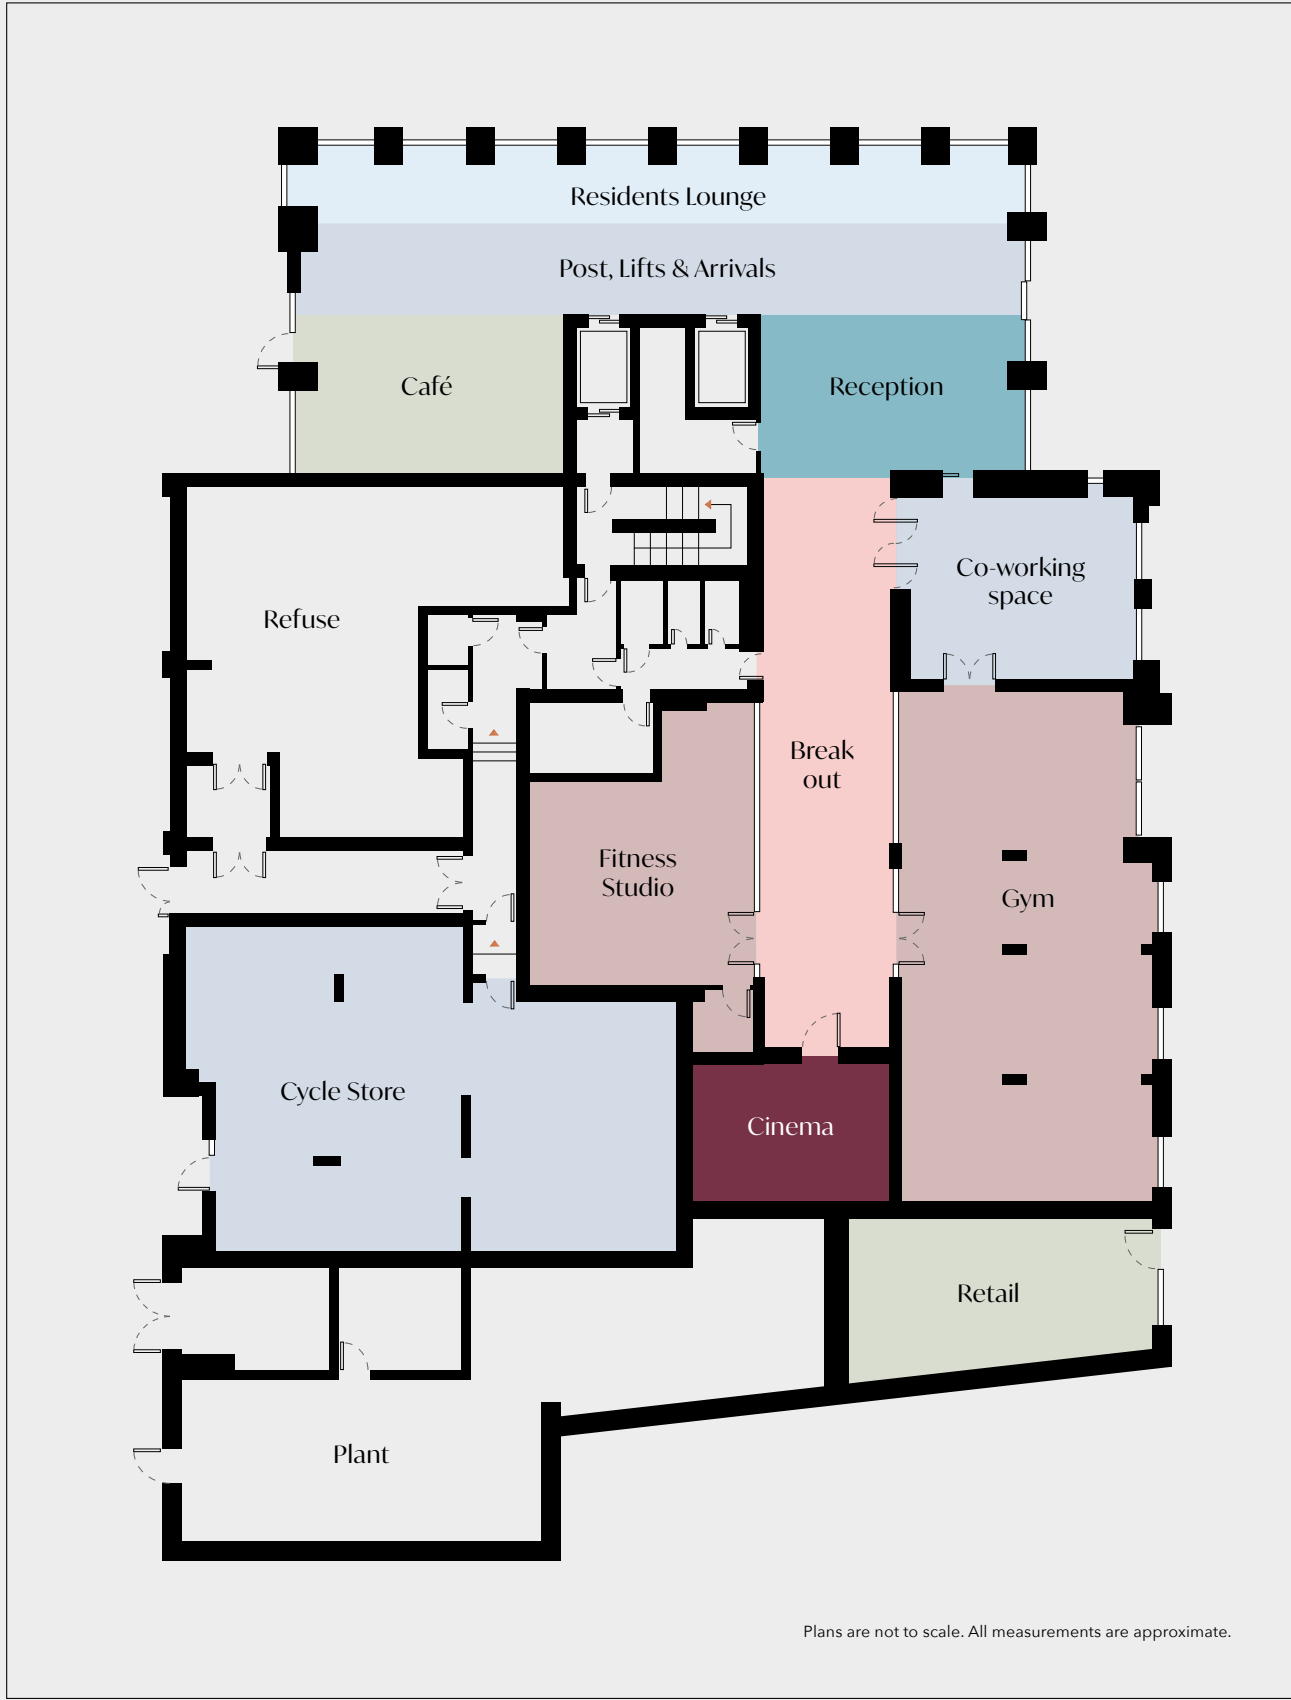 Residents Lounge
Post, Lifts & Arrivals
Café
Reception
Co-working
space
Refuse
Break
out
Fitness
Studio
Gym
Cycle Store
Cinema
Retail
Plant
Plans are not to scale. All measurements are approximate.